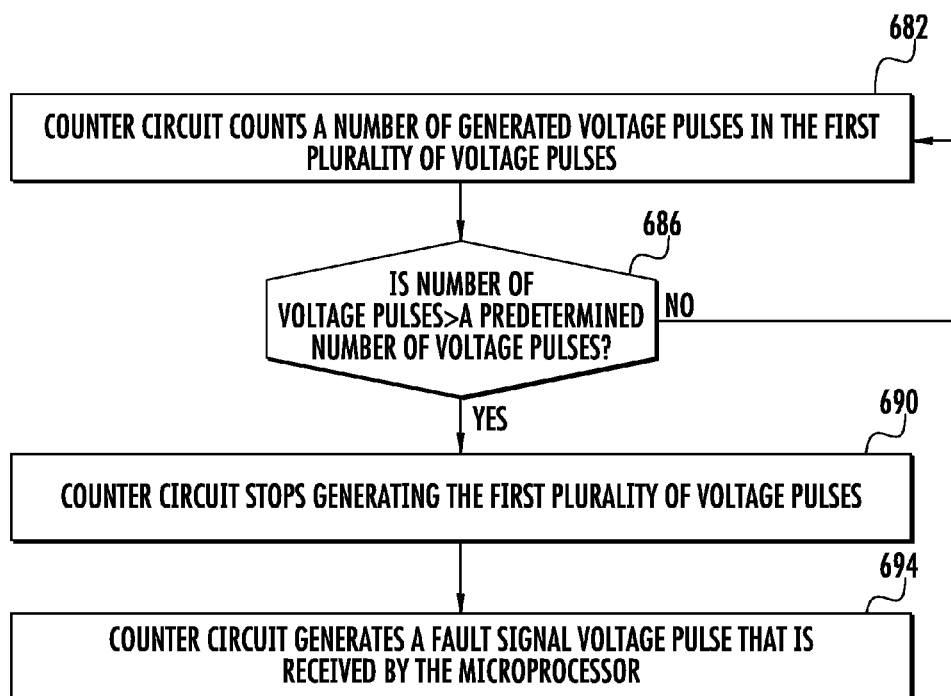 682
COUNTER CIRCUIT COUNTS A NUMBER OF GENERATED VOLTAGE PULSES IN THE FIRST
PLURALITY OF VOLTAGE PULSES
686
IS NUMBER OF
VOLTAGE PULSES>A PREDETERMINED
NUMBER OF VOLTAGE PULSES?
NO
YES
690
COUNTER CIRCUIT STOPS GENERATING THE FIRST PLURALITY OF VOLTAGE PULSES
694
COUNTER CIRCUIT GENERATES A FAULT SIGNAL VOLTAGE PULSE THAT IS
RECEIVED BY THE MICROPROCESSOR